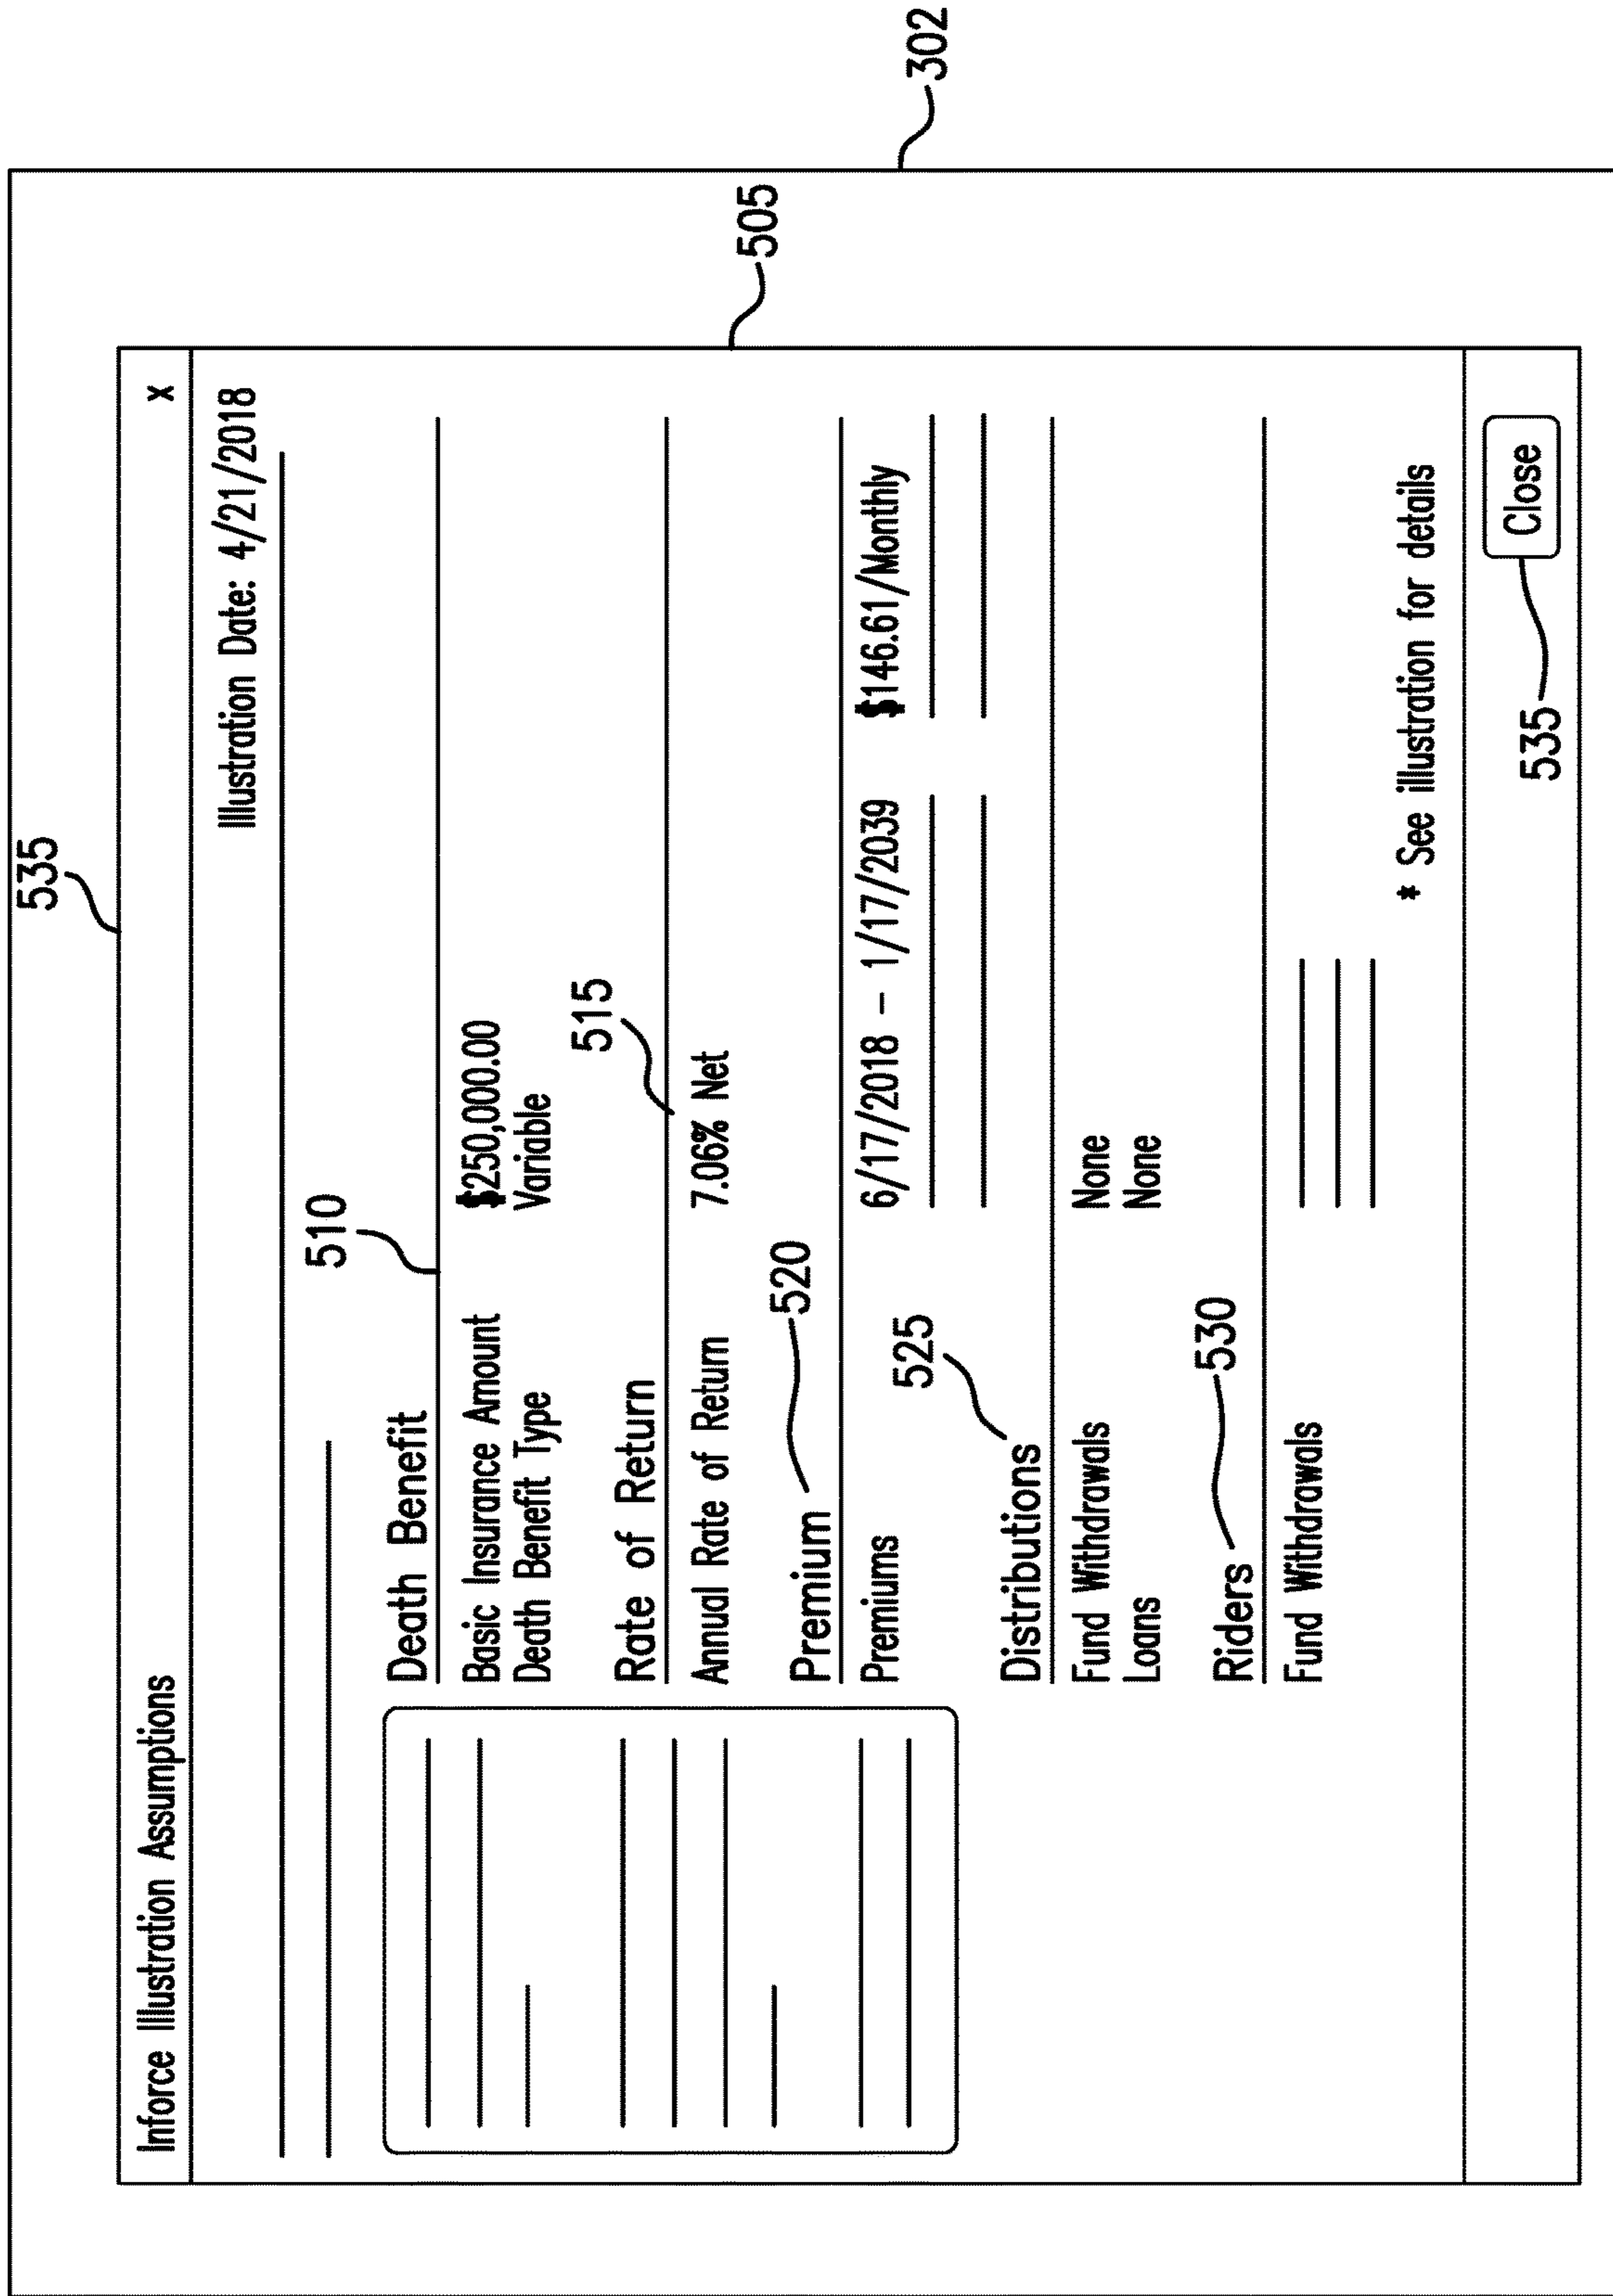 535
302
Inforce Illustration Assumptions X
505
Illustration Date: 4/21/2018
510
Death Benefit
Basic Insurance Amount $250,000.00
Death Benefit Type Variable
515
Rate of Return
Annual Rate of Return 7.06% Net
520
Premium
Premiums 6/17/2018 – 1/17/2039 $146.61/Monthly
525
Distributions
Fund Withdrawals None
Loans None
530
Riders
Fund Withdrawals
* See illustration for details
Close
535